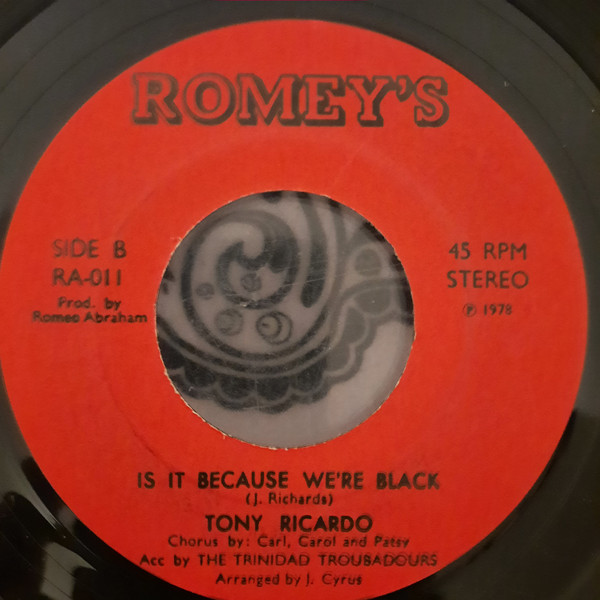 ROMEY'S
SIDE B
RA-011
Prod. by
Romeo Abraham
45 RPM
STEREO
℗ 1978
IS IT BECAUSE WE'RE BLACK
(J. Richards)
TONY RICARDO
Chorus by: Carl, Carol and Patsy
Acc by THE TRINIDAD TROUBADOURS
Arranged by J. Cyrus